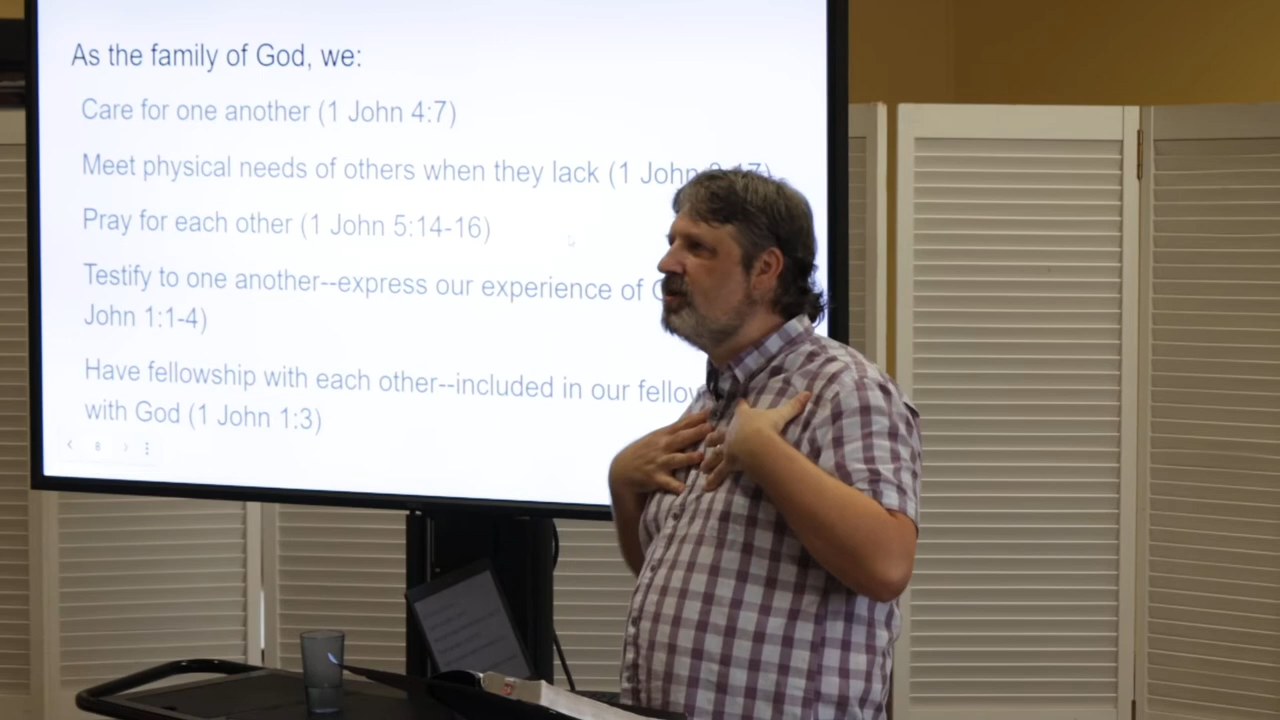 As the family of God, we:
Care for one another (1 John 4:7)
Meet physical needs of others when they lack (1 John
Pray for each other (1 John 5:14-16)
Testify to one another--express our experience of
John 1:1-4)
Have fellowship with each other--included in our
with God (1 John 1:3)
8